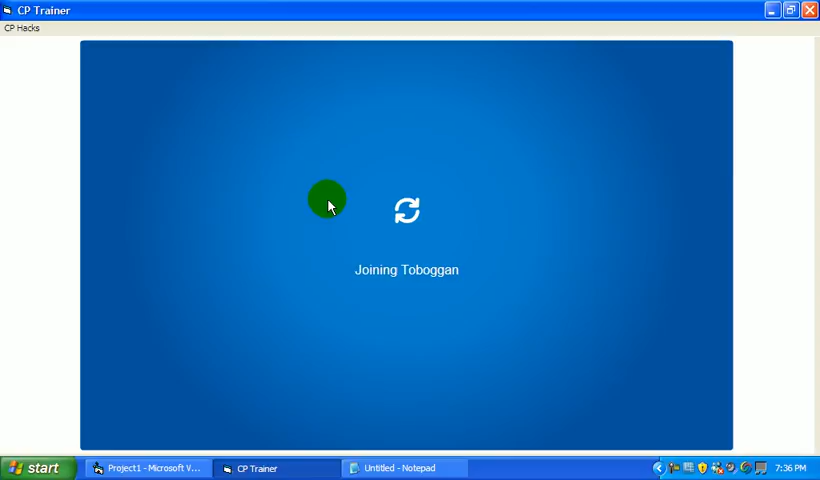 CP Trainer
CP Hacks
Joining Toboggan
start
Project1 - Microsoft V...
CP Trainer
Untitled - Notepad
7:36 PM